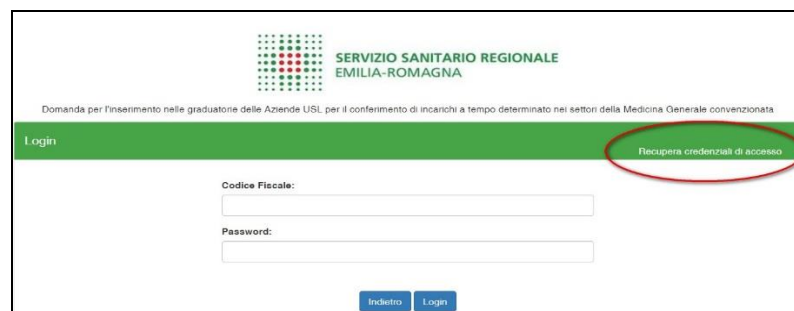 SERVIZIO SANITARIO REGIONALE
EMILIA-ROMAGNA
Domanda per l'inserimento nelle graduatorie delle Aziende USL per il conferimento di incarichi a tempo determinato nei settori della Medicina Generale convenzionata
Login
Recupera credenziali di accesso
Codice Fiscale:
Password:
Indietro
Login